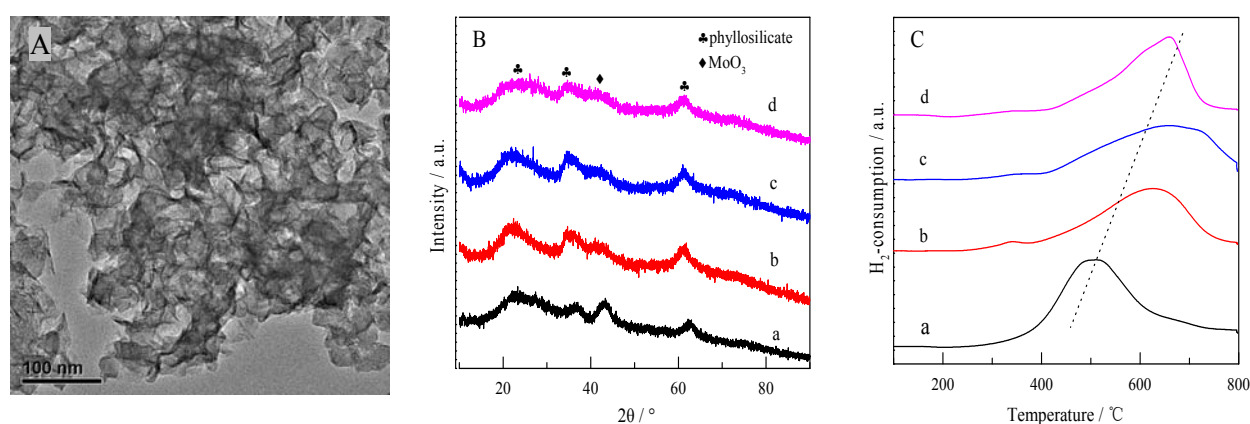 A
100 nm
B
♣phyllosilicate
♦MoO₃
d
c
b
a
Intensity / a.u.
20 40 60 80
2θ / °
C
d
c
b
a
H₂-consumption / a.u.
200 400 600 800
Temperature / ℃